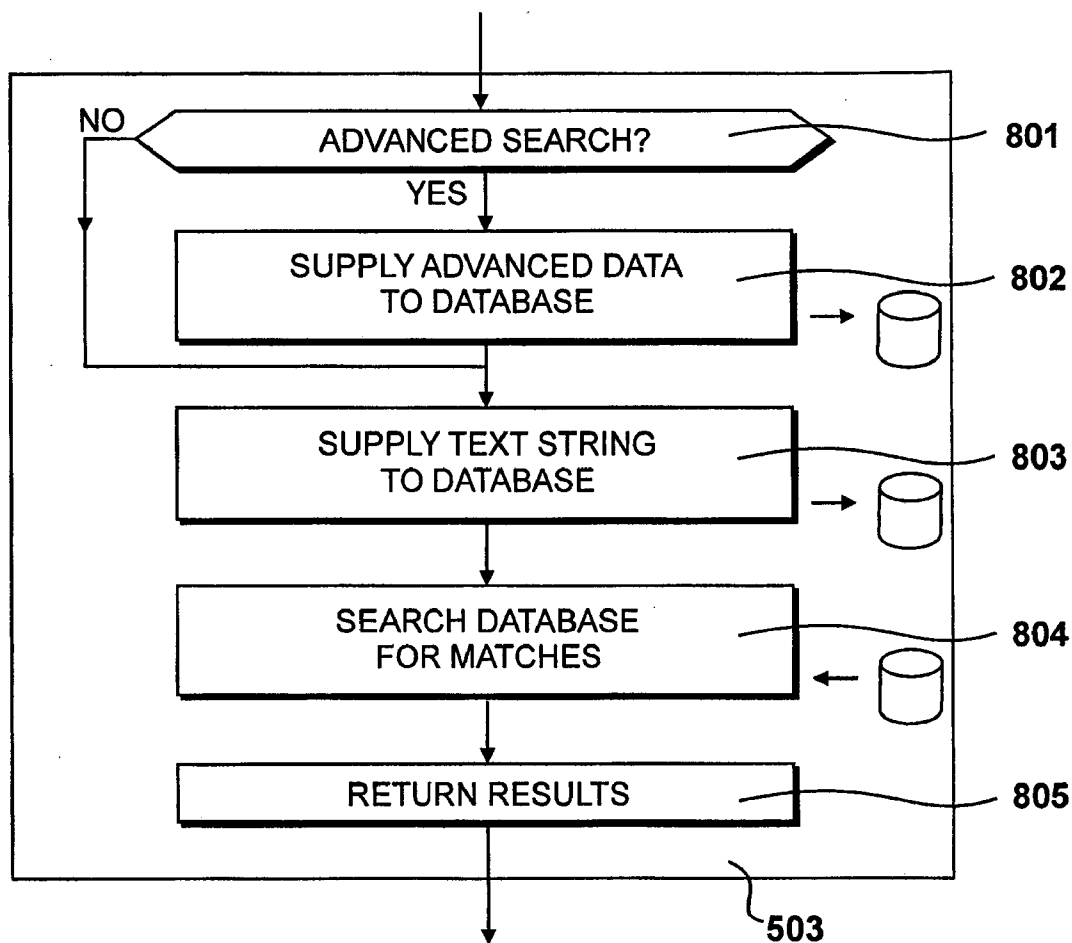 NO
ADVANCED SEARCH?
801
YES
SUPPLY ADVANCED DATA
TO DATABASE
802
SUPPLY TEXT STRING
TO DATABASE
803
SEARCH DATABASE
FOR MATCHES
804
RETURN RESULTS
805
503